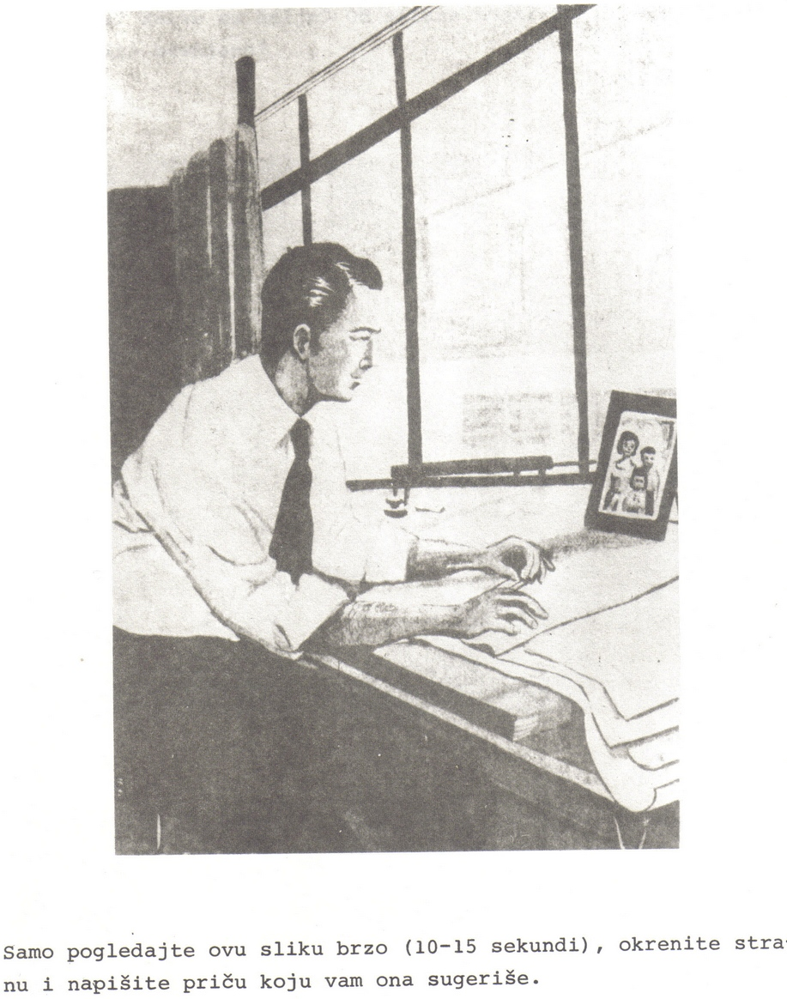 Samo pogledajte ovu sliku brzo (10-15 sekundi), okrenite stra-
nu i napišite priču koju vam ona sugeriše.